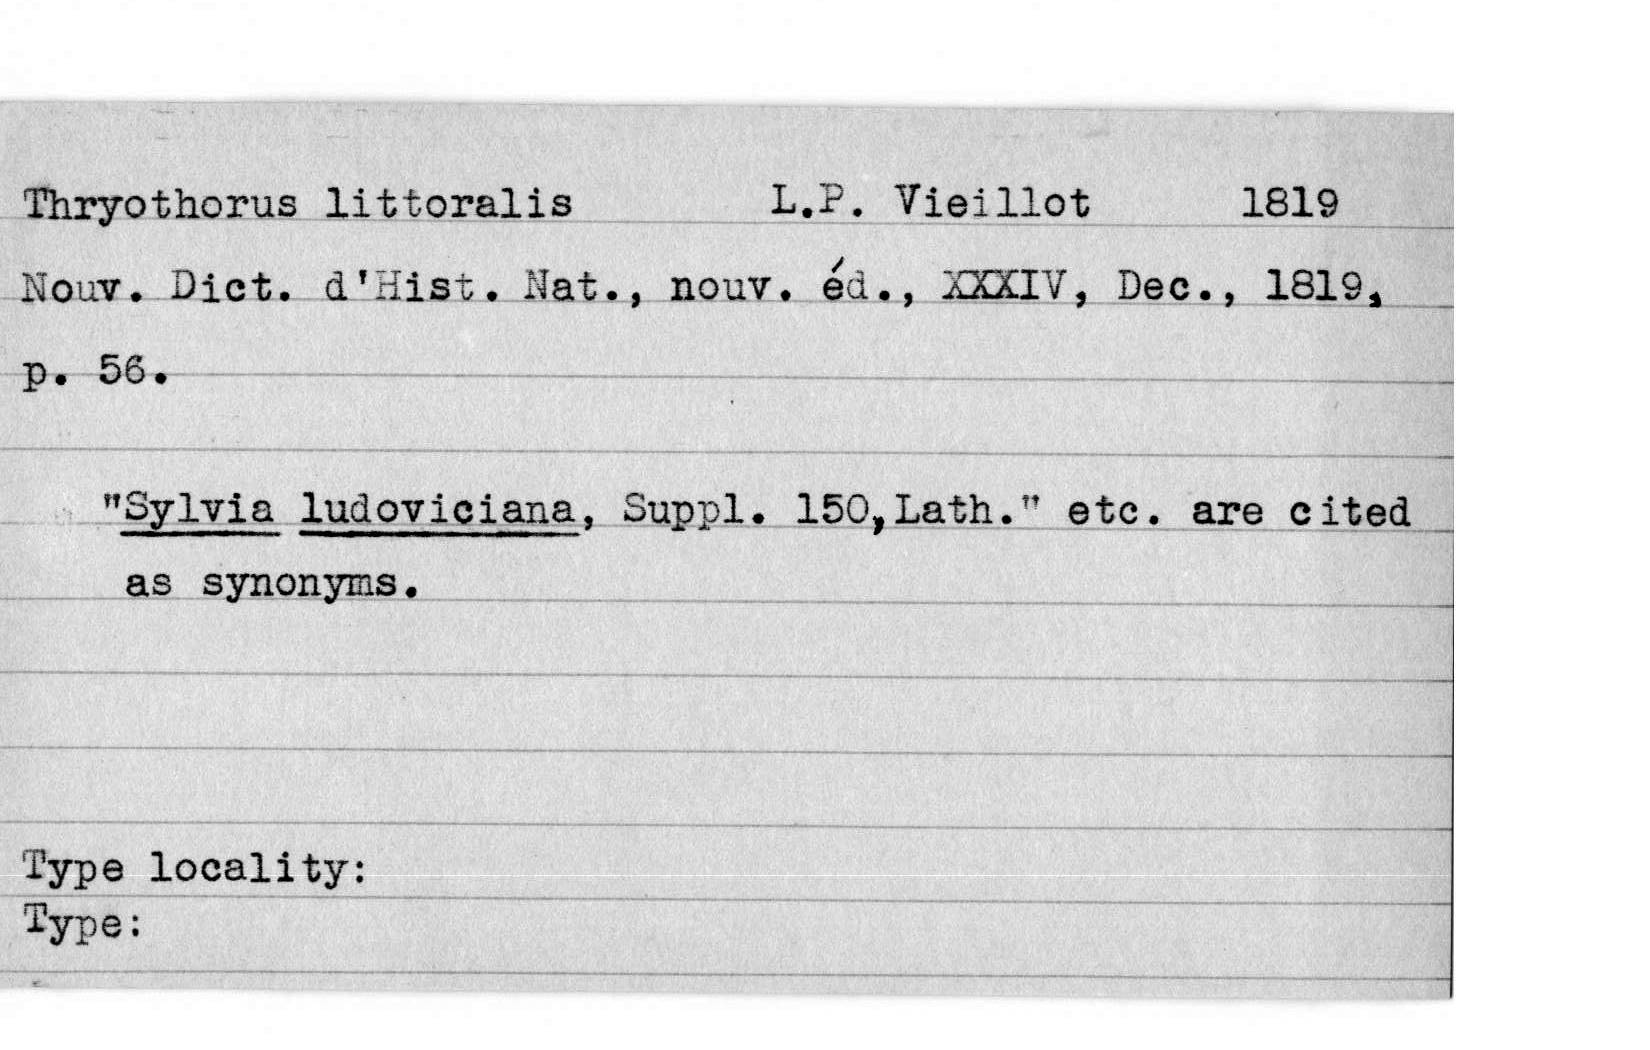 Thryothorus littoralis L.P. Vieillot 1819
Nouv. Dict. d'Hist. Nat., nouv. éd., XXXIV, Dec., 1819,
p. 56.
"Sylvia ludoviciana, Suppl. 150,Lath." etc. are cited
as synonyms.
Type locality:
Type: